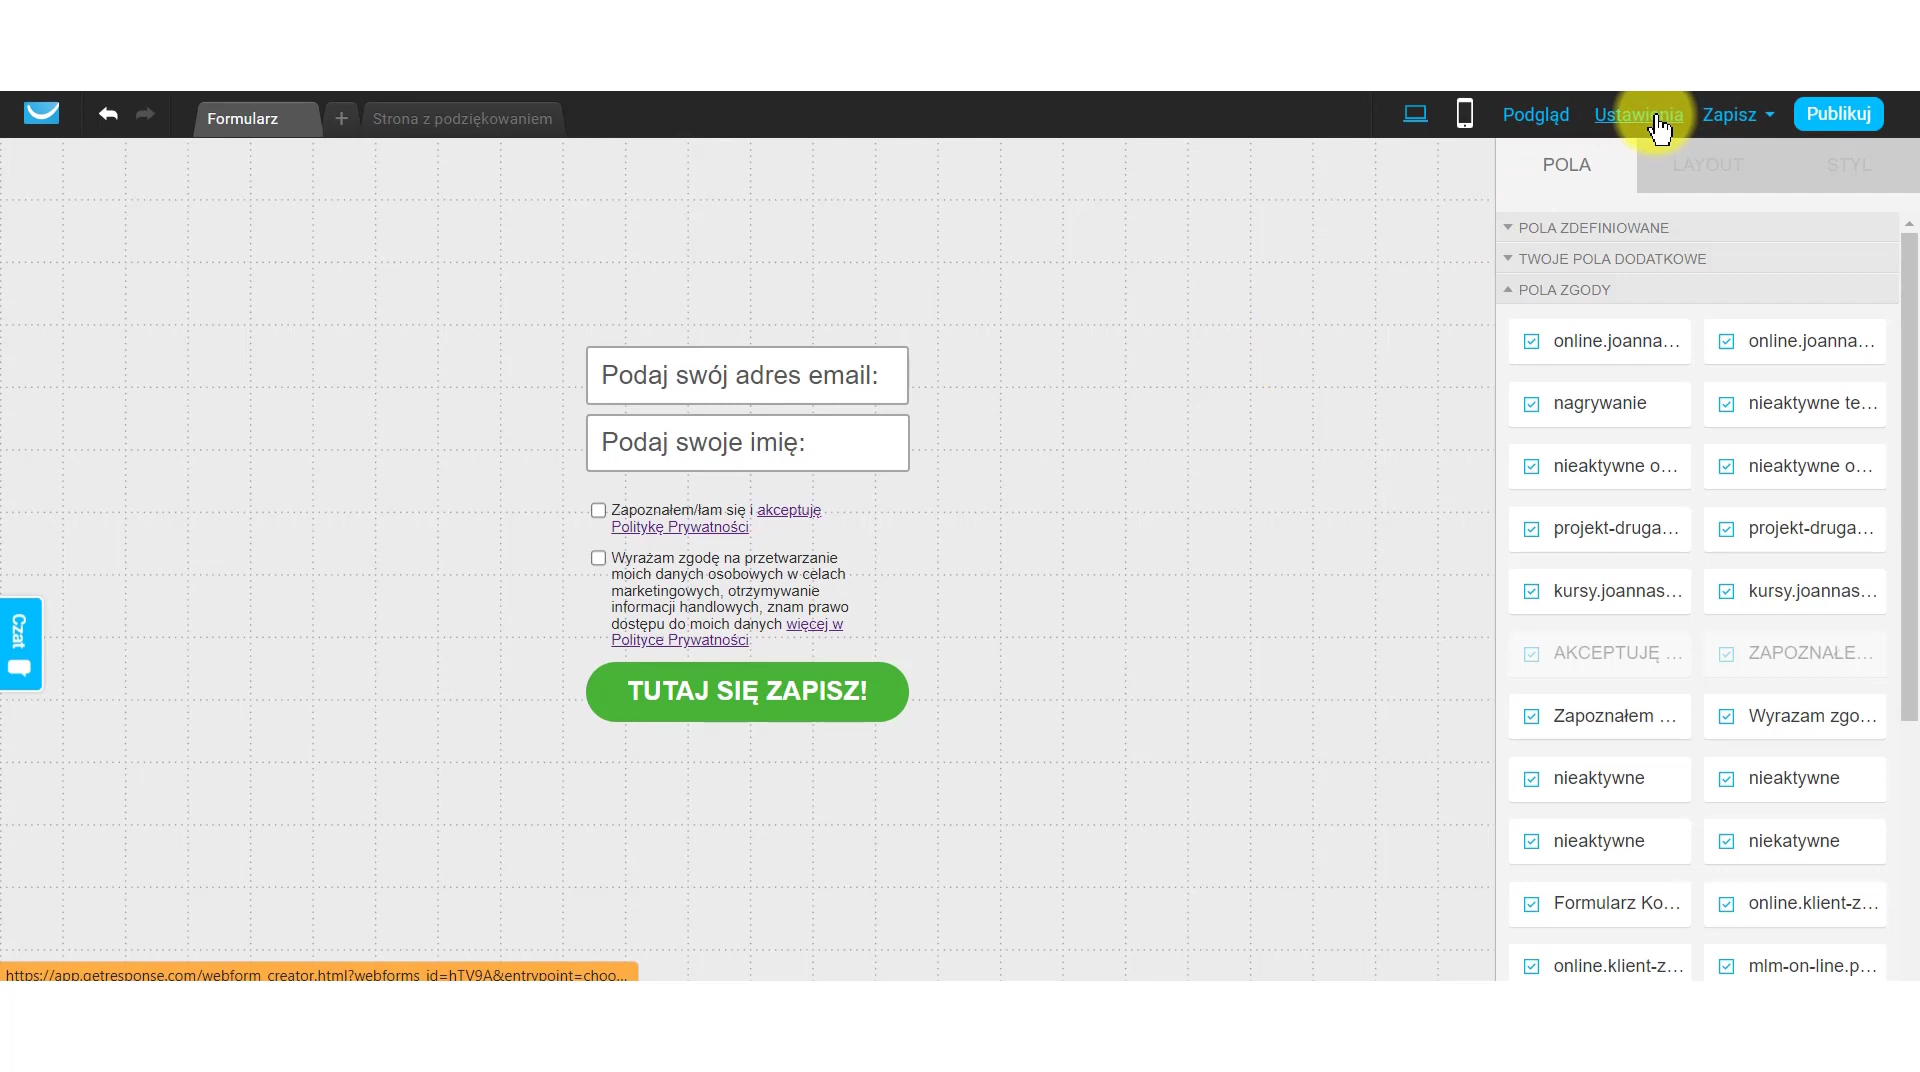 Formularz
+
Strona z podziękowaniem
Podgląd
Ustawienia
Zapisz
Publikuj
POLA
LAYOUT
STYL
POLA ZDEFINIOWANE
TWOJE POLA DODATKOWE
POLA ZGODY
online.joanna...
online.joanna...
nagrywanie
nieaktywne te...
nieaktywne o...
nieaktywne o...
projekt-druga...
projekt-druga...
kursy.joannas...
kursy.joannas...
AKCEPTUJĘ ...
ZAPOZNAŁE...
Zapoznałem ...
Wyrazam zgo...
nieaktywne
nieaktywne
nieaktywne
niekatywne
Formularz Ko...
online.klient-z...
online.klient-z...
mlm-on-line.p...
Podaj swój adres email:
Podaj swoje imię:
Zapoznałem/łam się i akceptuję
Politykę Prywatności
Wyrażam zgodę na przetwarzanie
moich danych osobowych w celach
marketingowych, otrzymywanie
informacji handlowych, znam prawo
dostępu do moich danych więcej w
Polityce Prywatności
TUTAJ SIĘ ZAPISZ!
Czat
https://app.getresponse.com/webform_creator.html?webforms_id=hTV9A&entrypoint=choo...